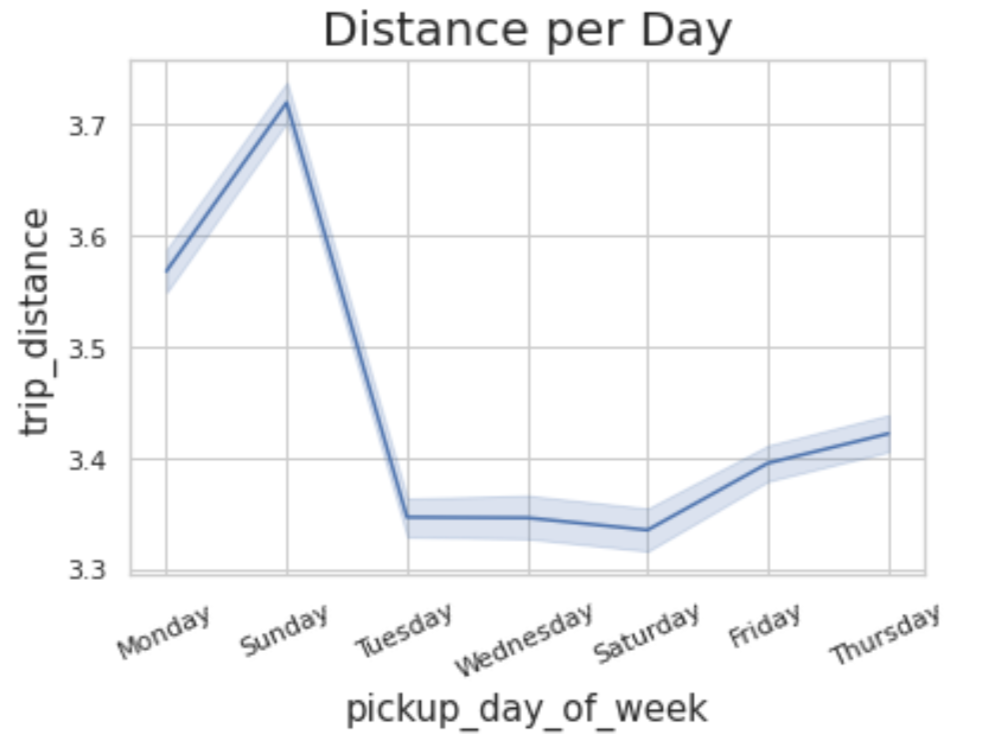 Distance per Day
trip_distance
3.7
3.6
3.5
3.4
3.3
Monday Sunday Tuesday Wednesday Saturday Friday Thursday
pickup_day_of_week